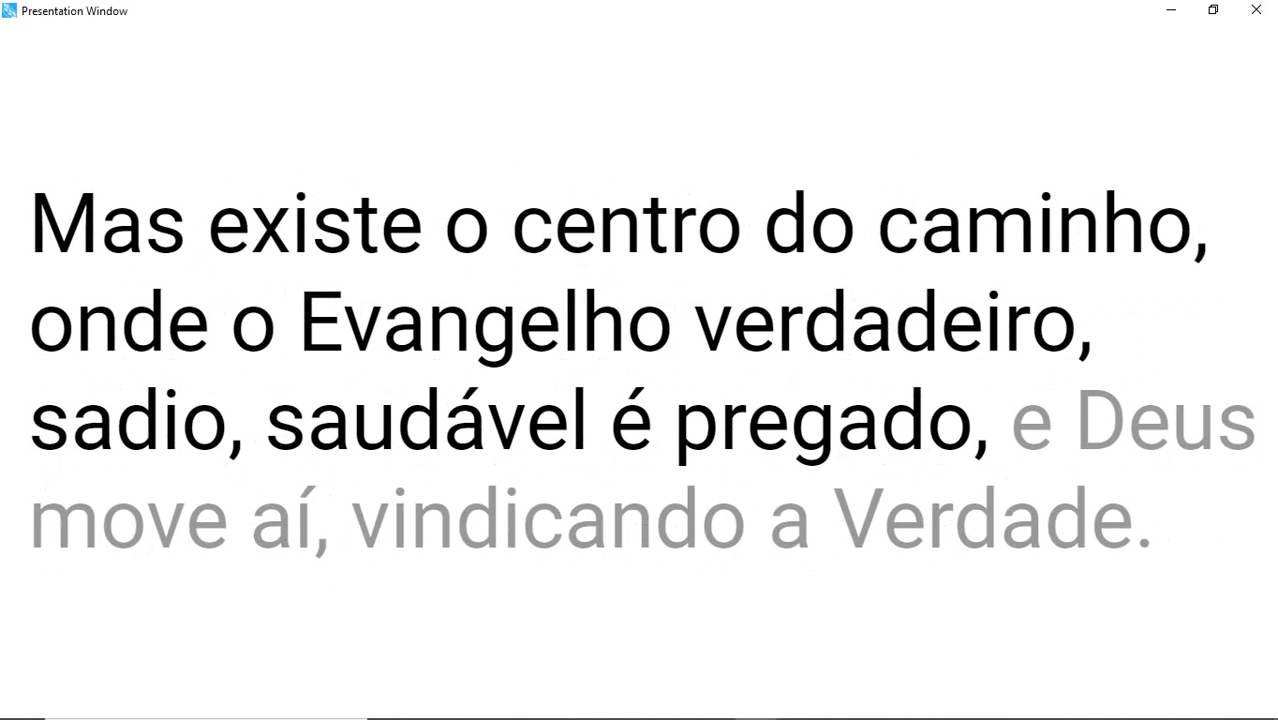 Presentation Window
Mas existe o centro do caminho,
onde o Evangelho verdadeiro,
sadio, saudável é pregado, e Deus
move aí, vindicando a Verdade.